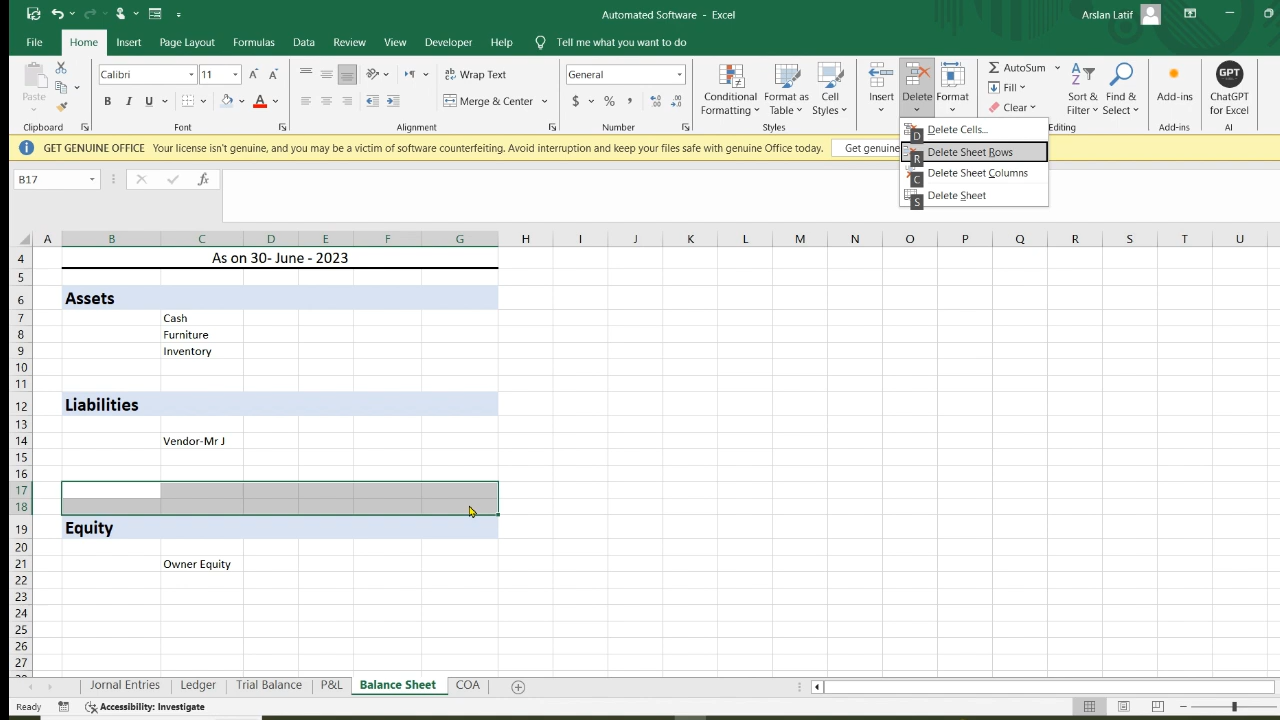 Automated Software - Excel
Arslan Latif
File Home Insert Page Layout Formulas Data Review View Developer Help Tell me what you want to do
Paste
Calibri 11
Wrap Text
General
Conditional Formatting
Format as Table
Cell Styles
Insert Delete Format
AutoSum
Fill
Clear
Sort & Filter
Find & Select
Add-ins
ChatGPT for Excel
B I U
Merge & Center
$ % ,
Clipboard Font Alignment Number Styles Editing Add-ins AI
D Delete Cells...
R Delete Sheet Rows
C Delete Sheet Columns
S Delete Sheet
GET GENUINE OFFICE Your license isn't genuine, and you may be a victim of software counterfeiting. Avoid interruption and keep your files safe with genuine Office today. Get genuine
B17 fx
A B C D E F G H I J K L M N O P Q R S T U
4 As on 30- June - 2023
5
6 Assets
7 Cash
8 Furniture
9 Inventory
10
11
12 Liabilities
13
14 Vendor-Mr J
15
16
17
18
19 Equity
20
21 Owner Equity
22
23
24
25
26
27
Jornal Entries Ledger Trial Balance P&L Balance Sheet COA
Ready Accessibility: Investigate